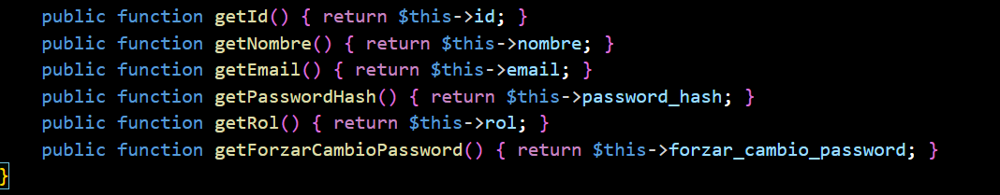 public function getId() { return $this->id; }
public function getNombre() { return $this->nombre; }
public function getEmail() { return $this->email; }
public function getPasswordHash() { return $this->password_hash; }
public function getRol() { return $this->rol; }
public function getForzarCambioPassword() { return $this->forzar_cambio_password; }
}